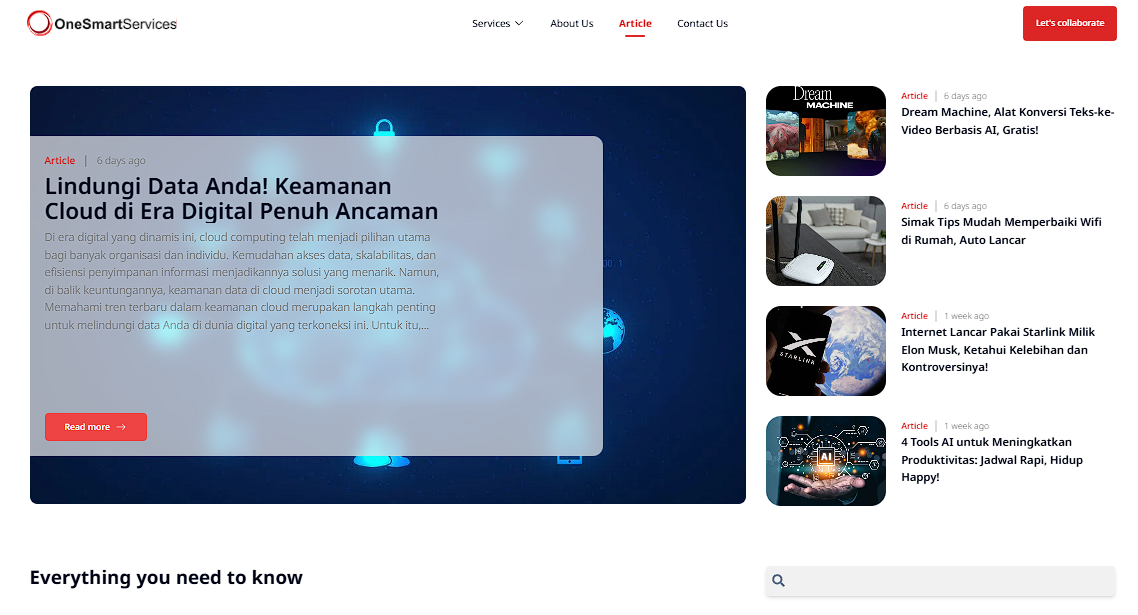 OneSmartServices
Services
About Us
Article
Contact Us
Let's collaborate
Article | 6 days ago
Lindungi Data Anda! Keamanan
Cloud di Era Digital Penuh Ancaman
Di era digital yang dinamis ini, cloud computing telah menjadi pilihan utama
bagi banyak organisasi dan individu. Kemudahan akses data, skalabilitas, dan
efisiensi penyimpanan informasi menjadikannya solusi yang menarik. Namun,
di balik keuntungannya, keamanan data di cloud menjadi sorotan utama.
Memahami tren terbaru dalam keamanan cloud merupakan langkah penting
untuk melindungi data Anda di dunia digital yang terkoneksi ini. Untuk itu,...
Read more →
Dream
MACHINE
Article | 6 days ago
Dream Machine, Alat Konversi Teks-ke-
Video Berbasis AI, Gratis!
Article | 6 days ago
Simak Tips Mudah Memperbaiki Wifi
di Rumah, Auto Lancar
STARLINK
Article | 1 week ago
Internet Lancar Pakai Starlink Milik
Elon Musk, Ketahui Kelebihan dan
Kontroversinya!
AI
Article | 1 week ago
4 Tools AI untuk Meningkatkan
Produktivitas: Jadwal Rapi, Hidup
Happy!
Everything you need to know